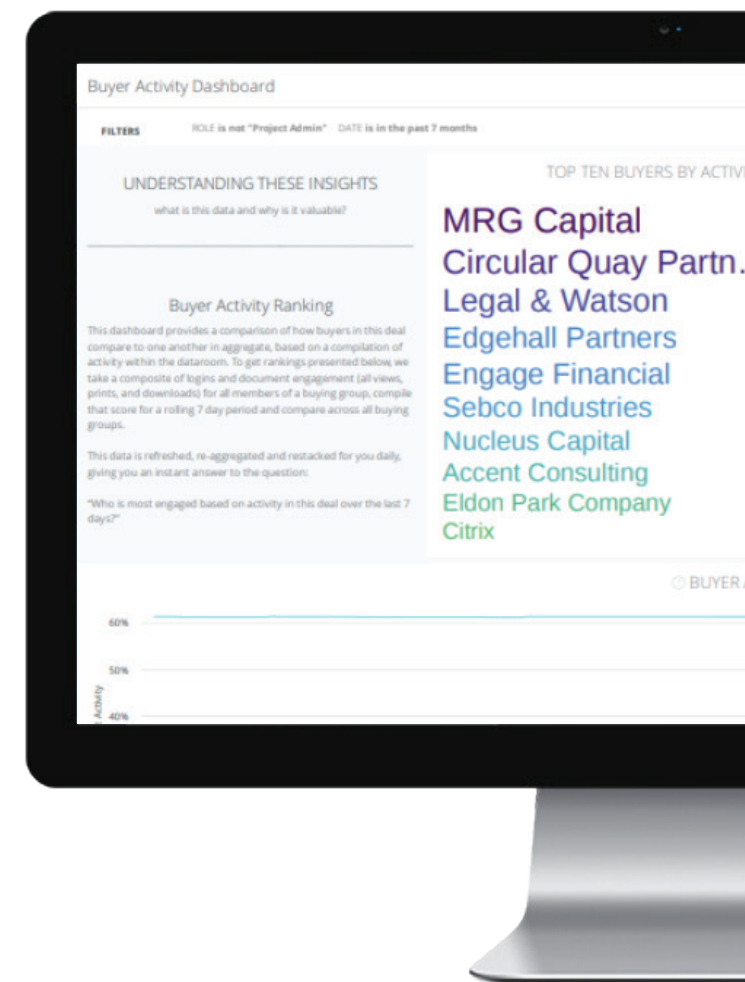 Buyer Activity Dashboard
FILTERS ROLE is not "Project Admin" DATE is in the past 7 months
UNDERSTANDING THESE INSIGHTS
what is this data and why is it valuable?
Buyer Activity Ranking
This dashboard provides a comparison of how buyers in this deal
compare to one another in aggregate, based on a compilation of
activity within the dataroom. To get rankings presented below, we
take a composite of logins and document engagement (all views,
prints, and downloads) for all members of a buying group, compile
that score for a rolling 7 day period and compare across all buying
groups.
This data is refreshed, re-aggregated and restacked for you daily,
giving you an instant answer to the question:
"Who is most engaged based on activity in this deal over the last 7
days?"
TOP TEN BUYERS BY ACTIVI
MRG Capital
Circular Quay Partn.
Legal & Watson
Edgehall Partners
Engage Financial
Sebco Industries
Nucleus Capital
Accent Consulting
Eldon Park Company
Citrix
BUYER A
60%
50%
40%
Activity